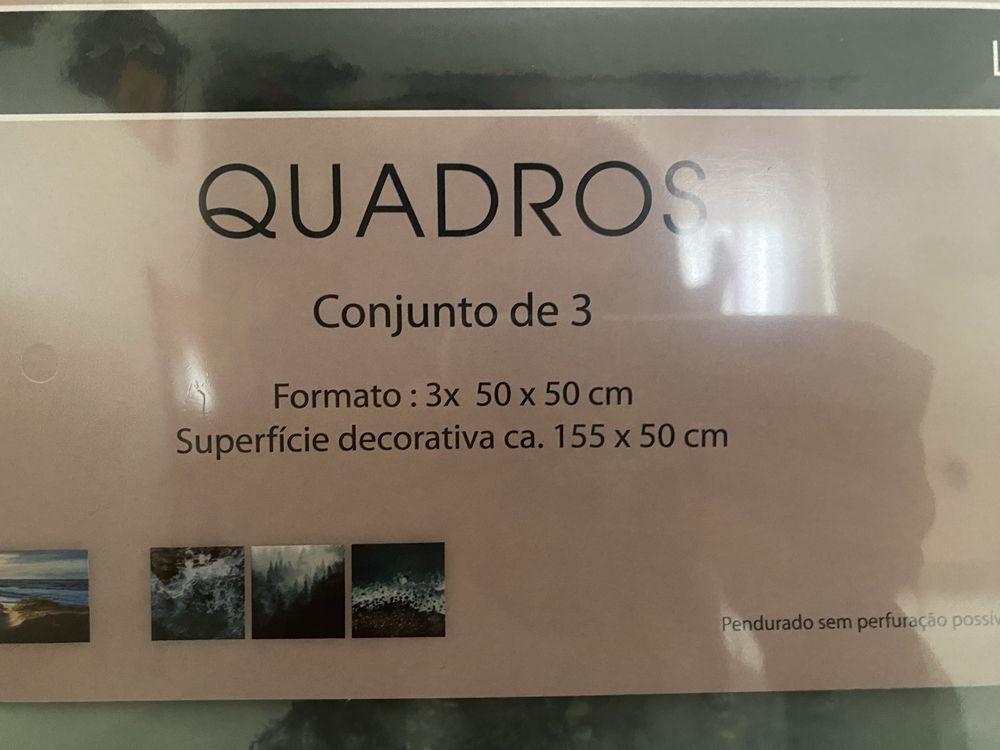 QUADROS
Conjunto de 3
Formato : 3x 50 x 50 cm
Superfície decorativa ca. 155 x 50 cm
Pendurado sem perfuração